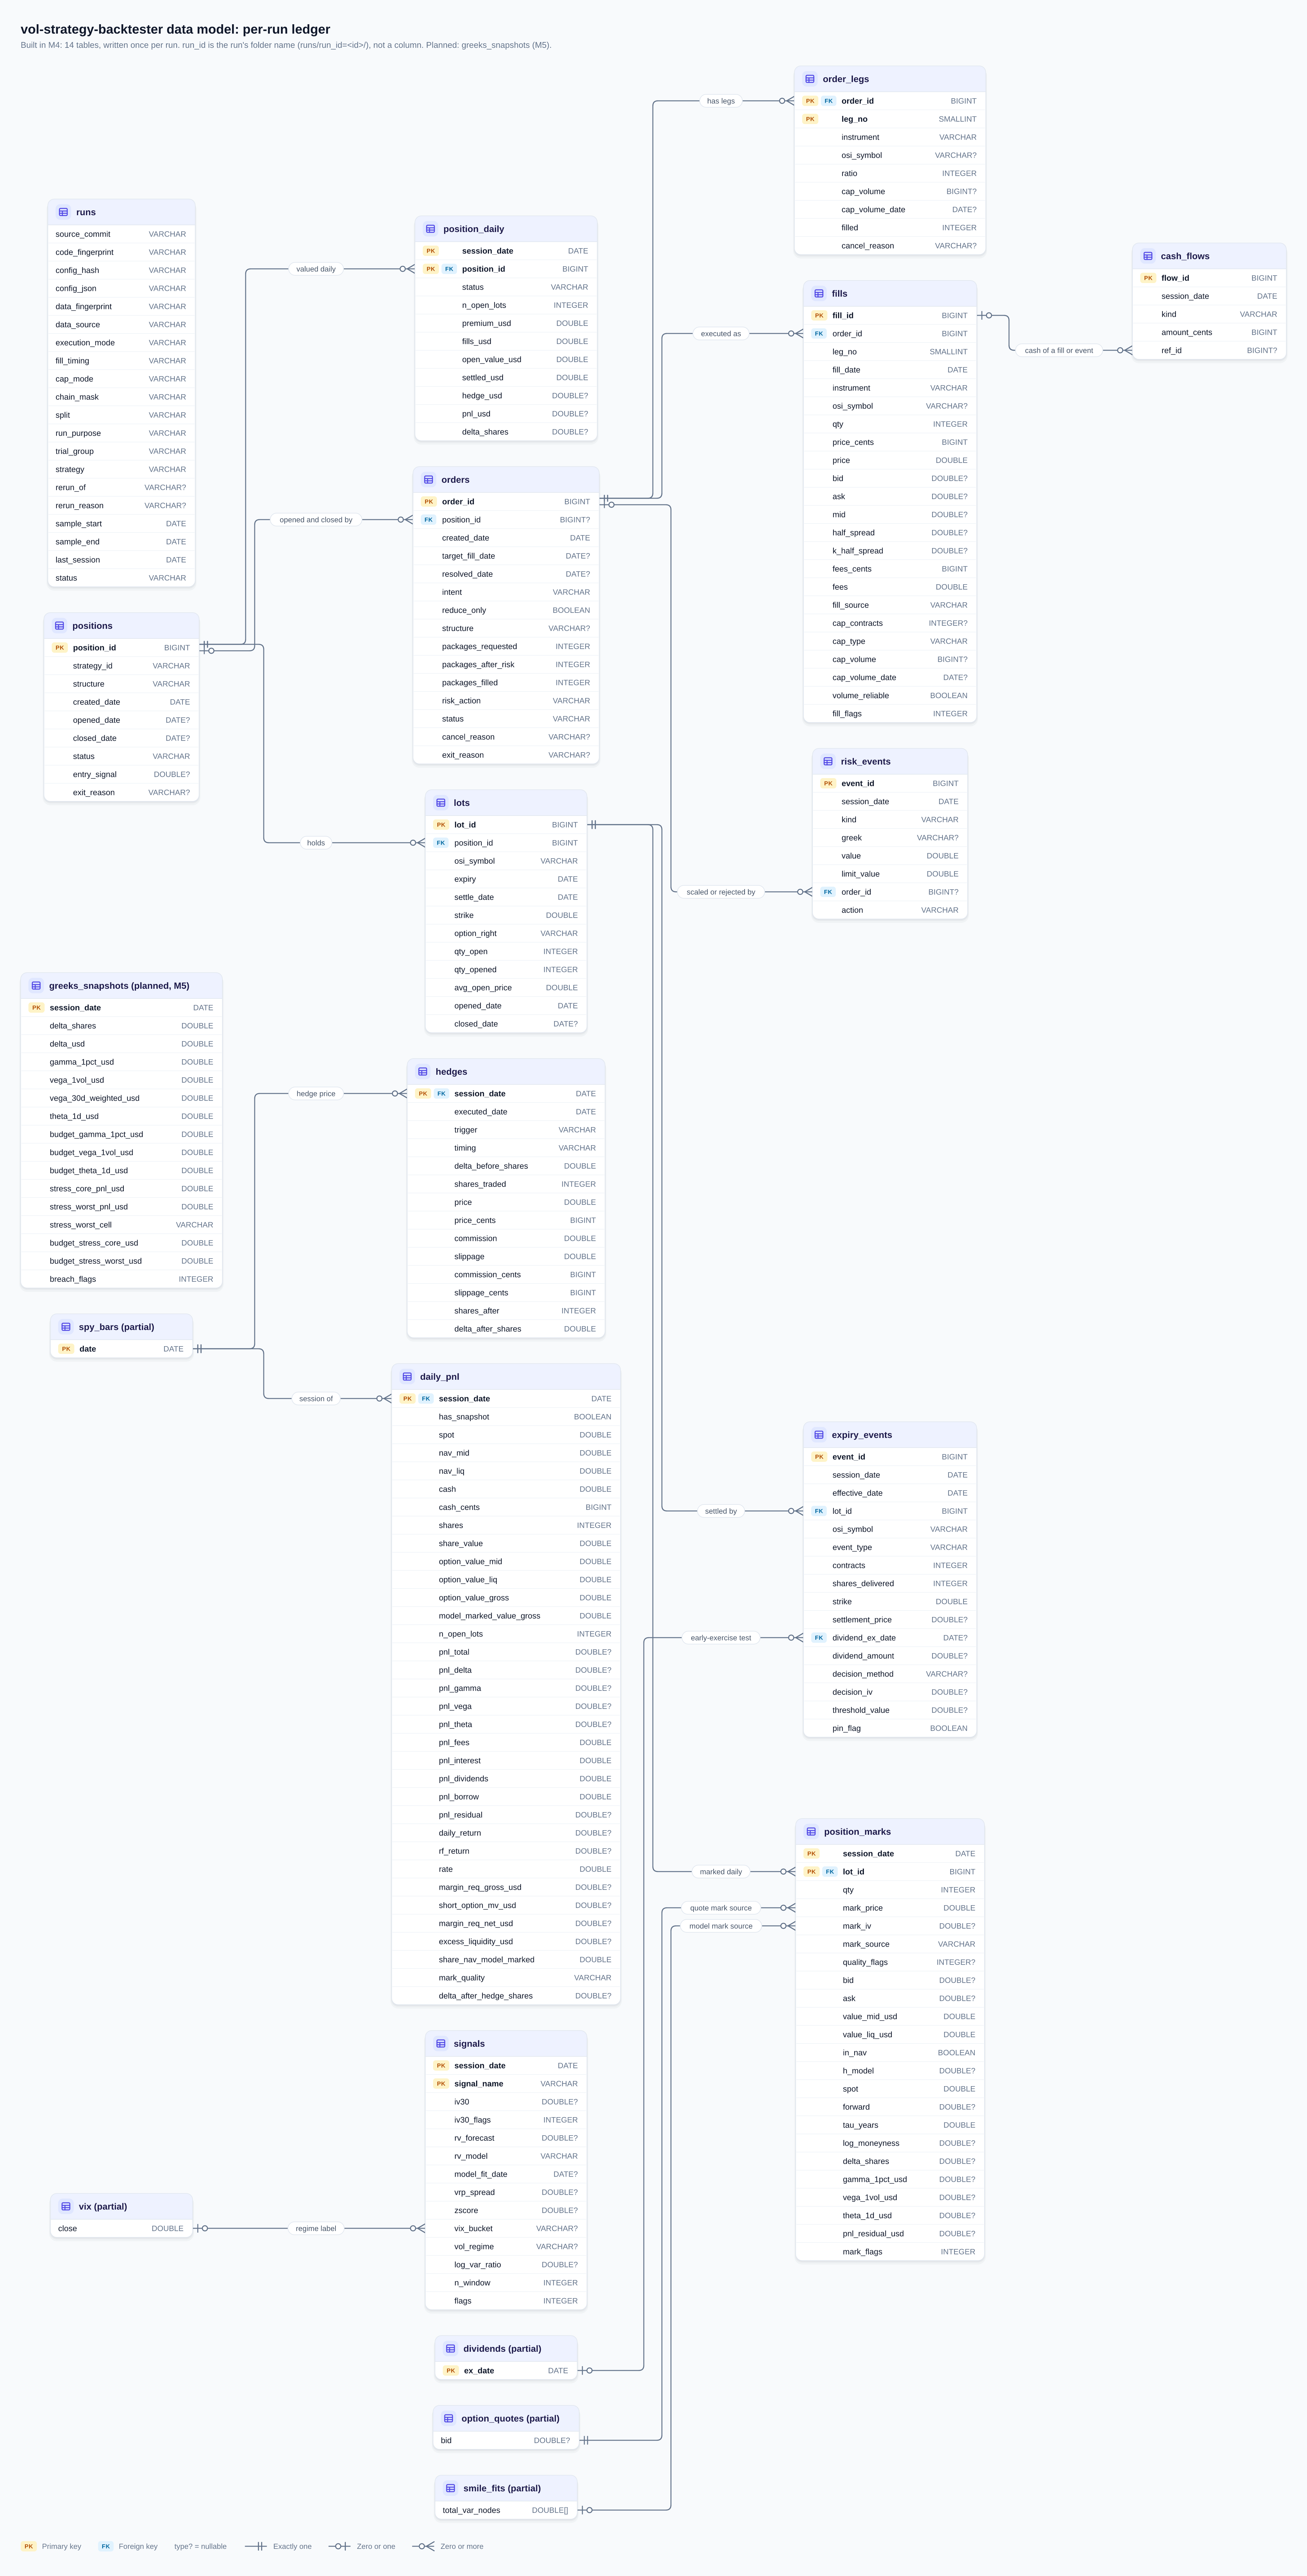 vol-strategy-backtester data model: per-run ledger
Built in M4: 14 tables, written once per run. run_id is the run's folder name (runs/run_id=<id>/), not a column. Planned: greeks_snapshots (M5).
order_legs
PK FK order_id BIGINT
PK leg_no SMALLINT
instrument VARCHAR
osi_symbol VARCHAR?
ratio INTEGER
cap_volume BIGINT?
cap_volume_date DATE?
filled INTEGER
cancel_reason VARCHAR?
has legs
runs
source_commit VARCHAR
code_fingerprint VARCHAR
config_hash VARCHAR
config_json VARCHAR
data_fingerprint VARCHAR
data_source VARCHAR
execution_mode VARCHAR
fill_timing VARCHAR
cap_mode VARCHAR
chain_mask VARCHAR
split VARCHAR
run_purpose VARCHAR
trial_group VARCHAR
strategy VARCHAR
rerun_of VARCHAR?
rerun_reason VARCHAR?
sample_start DATE
sample_end DATE
last_session DATE
status VARCHAR
valued daily
position_daily
PK session_date DATE
PK FK position_id BIGINT
status VARCHAR
n_open_lots INTEGER
premium_usd DOUBLE
fills_usd DOUBLE
open_value_usd DOUBLE
settled_usd DOUBLE
hedge_usd DOUBLE?
pnl_usd DOUBLE?
delta_shares DOUBLE?
cash_flows
PK flow_id BIGINT
session_date DATE
kind VARCHAR
amount_cents BIGINT
ref_id BIGINT?
cash of a fill or event
executed as
fills
PK fill_id BIGINT
FK order_id BIGINT
leg_no SMALLINT
fill_date DATE
instrument VARCHAR
osi_symbol VARCHAR?
qty INTEGER
price_cents BIGINT
price DOUBLE
bid DOUBLE?
ask DOUBLE?
mid DOUBLE?
half_spread DOUBLE?
k_half_spread DOUBLE?
fees_cents BIGINT
fees DOUBLE
fill_source VARCHAR
cap_contracts INTEGER?
cap_type VARCHAR
cap_volume BIGINT?
cap_volume_date DATE?
volume_reliable BOOLEAN
fill_flags INTEGER
opened and closed by
orders
PK order_id BIGINT
FK position_id BIGINT?
created_date DATE
target_fill_date DATE?
resolved_date DATE?
intent VARCHAR
reduce_only BOOLEAN
structure VARCHAR?
packages_requested INTEGER
packages_after_risk INTEGER
packages_filled INTEGER
risk_action VARCHAR
status VARCHAR
cancel_reason VARCHAR?
exit_reason VARCHAR?
positions
PK position_id BIGINT
strategy_id VARCHAR
structure VARCHAR
created_date DATE
opened_date DATE?
closed_date DATE?
status VARCHAR
entry_signal DOUBLE?
exit_reason VARCHAR?
risk_events
PK event_id BIGINT
session_date DATE
kind VARCHAR
greek VARCHAR?
value DOUBLE
limit_value DOUBLE
FK order_id BIGINT?
action VARCHAR
scaled or rejected by
holds
lots
PK lot_id BIGINT
FK position_id BIGINT
osi_symbol VARCHAR
expiry DATE
settle_date DATE
strike DOUBLE
option_right VARCHAR
qty_open INTEGER
qty_opened INTEGER
avg_open_price DOUBLE
opened_date DATE
closed_date DATE?
greeks_snapshots (planned, M5)
PK session_date DATE
delta_shares DOUBLE
delta_usd DOUBLE
gamma_1pct_usd DOUBLE
vega_1vol_usd DOUBLE
vega_30d_weighted_usd DOUBLE
theta_1d_usd DOUBLE
budget_gamma_1pct_usd DOUBLE
budget_vega_1vol_usd DOUBLE
budget_theta_1d_usd DOUBLE
stress_core_pnl_usd DOUBLE
stress_worst_pnl_usd DOUBLE
stress_worst_cell VARCHAR
budget_stress_core_usd DOUBLE
budget_stress_worst_usd DOUBLE
breach_flags INTEGER
hedge price
hedges
PK FK session_date DATE
executed_date DATE
trigger VARCHAR
timing VARCHAR
delta_before_shares DOUBLE
shares_traded INTEGER
price DOUBLE
price_cents BIGINT
commission DOUBLE
slippage DOUBLE
commission_cents BIGINT
slippage_cents BIGINT
shares_after INTEGER
delta_after_shares DOUBLE
spy_bars (partial)
PK date DATE
session of
daily_pnl
PK FK session_date DATE
has_snapshot BOOLEAN
spot DOUBLE
nav_mid DOUBLE
nav_liq DOUBLE
cash DOUBLE
cash_cents BIGINT
shares INTEGER
share_value DOUBLE
option_value_mid DOUBLE
option_value_liq DOUBLE
option_value_gross DOUBLE
model_marked_value_gross DOUBLE
n_open_lots INTEGER
pnl_total DOUBLE?
pnl_delta DOUBLE?
pnl_gamma DOUBLE?
pnl_vega DOUBLE?
pnl_theta DOUBLE?
pnl_fees DOUBLE
pnl_interest DOUBLE
pnl_dividends DOUBLE
pnl_borrow DOUBLE
pnl_residual DOUBLE?
daily_return DOUBLE?
rf_return DOUBLE?
rate DOUBLE
margin_req_gross_usd DOUBLE?
short_option_mv_usd DOUBLE?
margin_req_net_usd DOUBLE?
excess_liquidity_usd DOUBLE?
share_nav_model_marked DOUBLE
mark_quality VARCHAR
delta_after_hedge_shares DOUBLE?
settled by
expiry_events
PK event_id BIGINT
session_date DATE
effective_date DATE
FK lot_id BIGINT
osi_symbol VARCHAR
event_type VARCHAR
contracts INTEGER
shares_delivered INTEGER
strike DOUBLE
settlement_price DOUBLE?
FK dividend_ex_date DATE?
dividend_amount DOUBLE?
decision_method VARCHAR?
decision_iv DOUBLE?
threshold_value DOUBLE?
pin_flag BOOLEAN
early-exercise test
marked daily
quote mark source
model mark source
position_marks
PK session_date DATE
PK FK lot_id BIGINT
qty INTEGER
mark_price DOUBLE
mark_iv DOUBLE?
mark_source VARCHAR
quality_flags INTEGER?
bid DOUBLE?
ask DOUBLE?
value_mid_usd DOUBLE
value_liq_usd DOUBLE
in_nav BOOLEAN
h_model DOUBLE?
spot DOUBLE
forward DOUBLE?
tau_years DOUBLE
log_moneyness DOUBLE?
delta_shares DOUBLE?
gamma_1pct_usd DOUBLE?
vega_1vol_usd DOUBLE?
theta_1d_usd DOUBLE?
pnl_residual_usd DOUBLE?
mark_flags INTEGER
signals
PK session_date DATE
PK signal_name VARCHAR
iv30 DOUBLE?
iv30_flags INTEGER
rv_forecast DOUBLE?
rv_model VARCHAR
model_fit_date DATE?
vrp_spread DOUBLE?
zscore DOUBLE?
vix_bucket VARCHAR?
vol_regime VARCHAR?
log_var_ratio DOUBLE?
n_window INTEGER
flags INTEGER
vix (partial)
close DOUBLE
regime label
dividends (partial)
PK ex_date DATE
option_quotes (partial)
bid DOUBLE?
smile_fits (partial)
total_var_nodes DOUBLE[]
PK Primary key FK Foreign key type? = nullable Exactly one Zero or one Zero or more